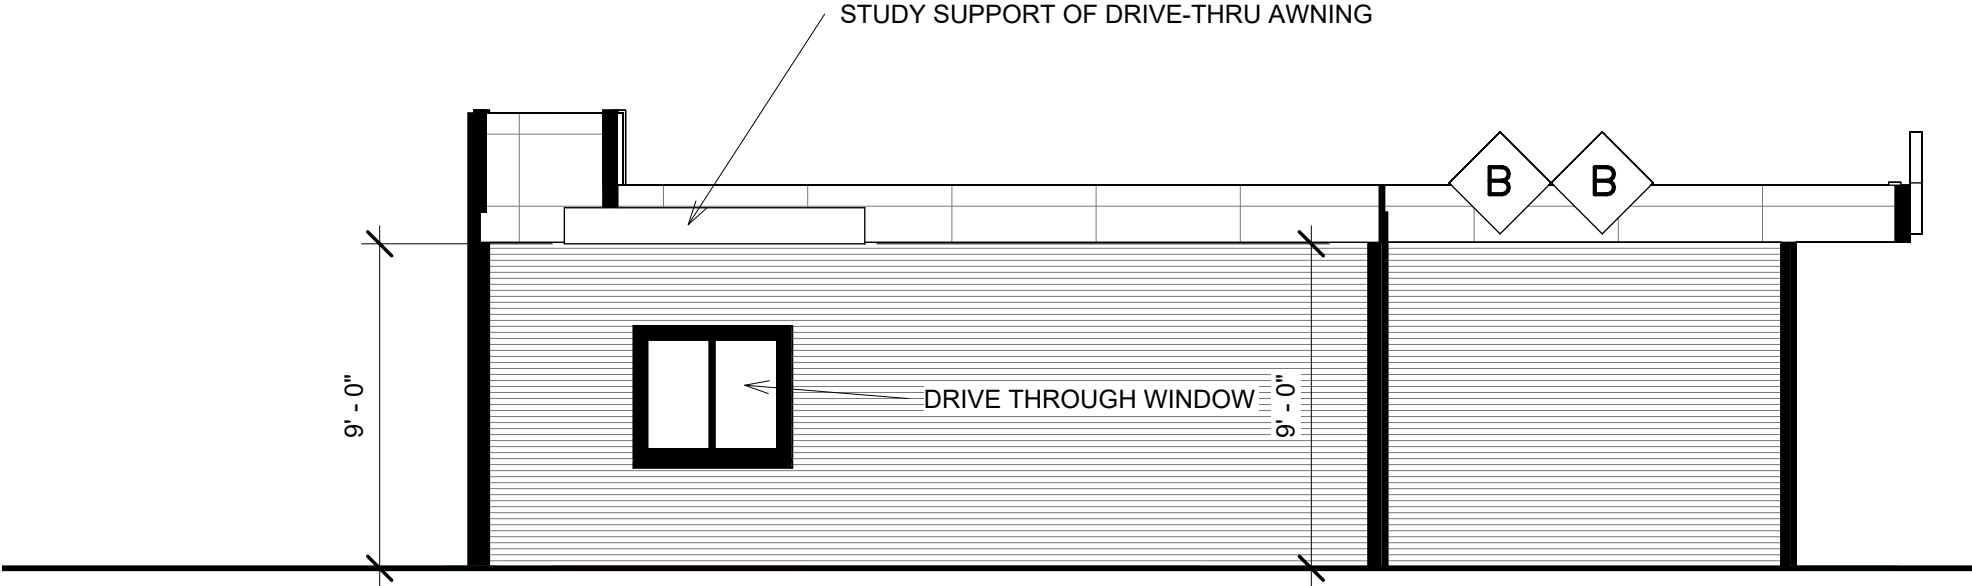 STUDY SUPPORT OF DRIVE-THRU AWNING
B B
9' - 0"
DRIVE THROUGH WINDOW
9' - 0"